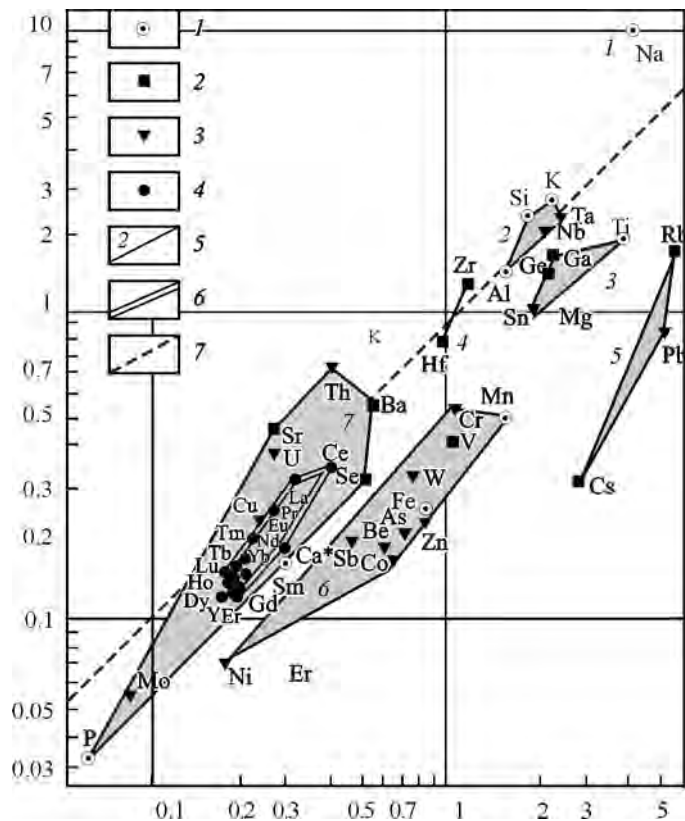 10
1
1
Na
7
2
5
3
3
K
Si
Ta
4
2
Nb
Ti
2
5
2
Ge
Ga
Rb
Zr
6
Al
3
1
Sn
Mg
7
K
4
5
Hf
Pb
0.7
Th
Mn
0.5
Ba
Sr
7
Cr
U
Ce
V
Se
Cs
0.3
La
W
Cu
Pr
Fe
0.2
Tm
Eu
As
Nd
Be
Zn
Tb
Yb
Ca*
Sb
Lu
Co
Ho
Sm
6
Dy
Gd
0.1
YEr
Ni
Er
Mo
0.05
P
0.03
0.1
0.2
0.3
0.5
0.7
1
2
3
5